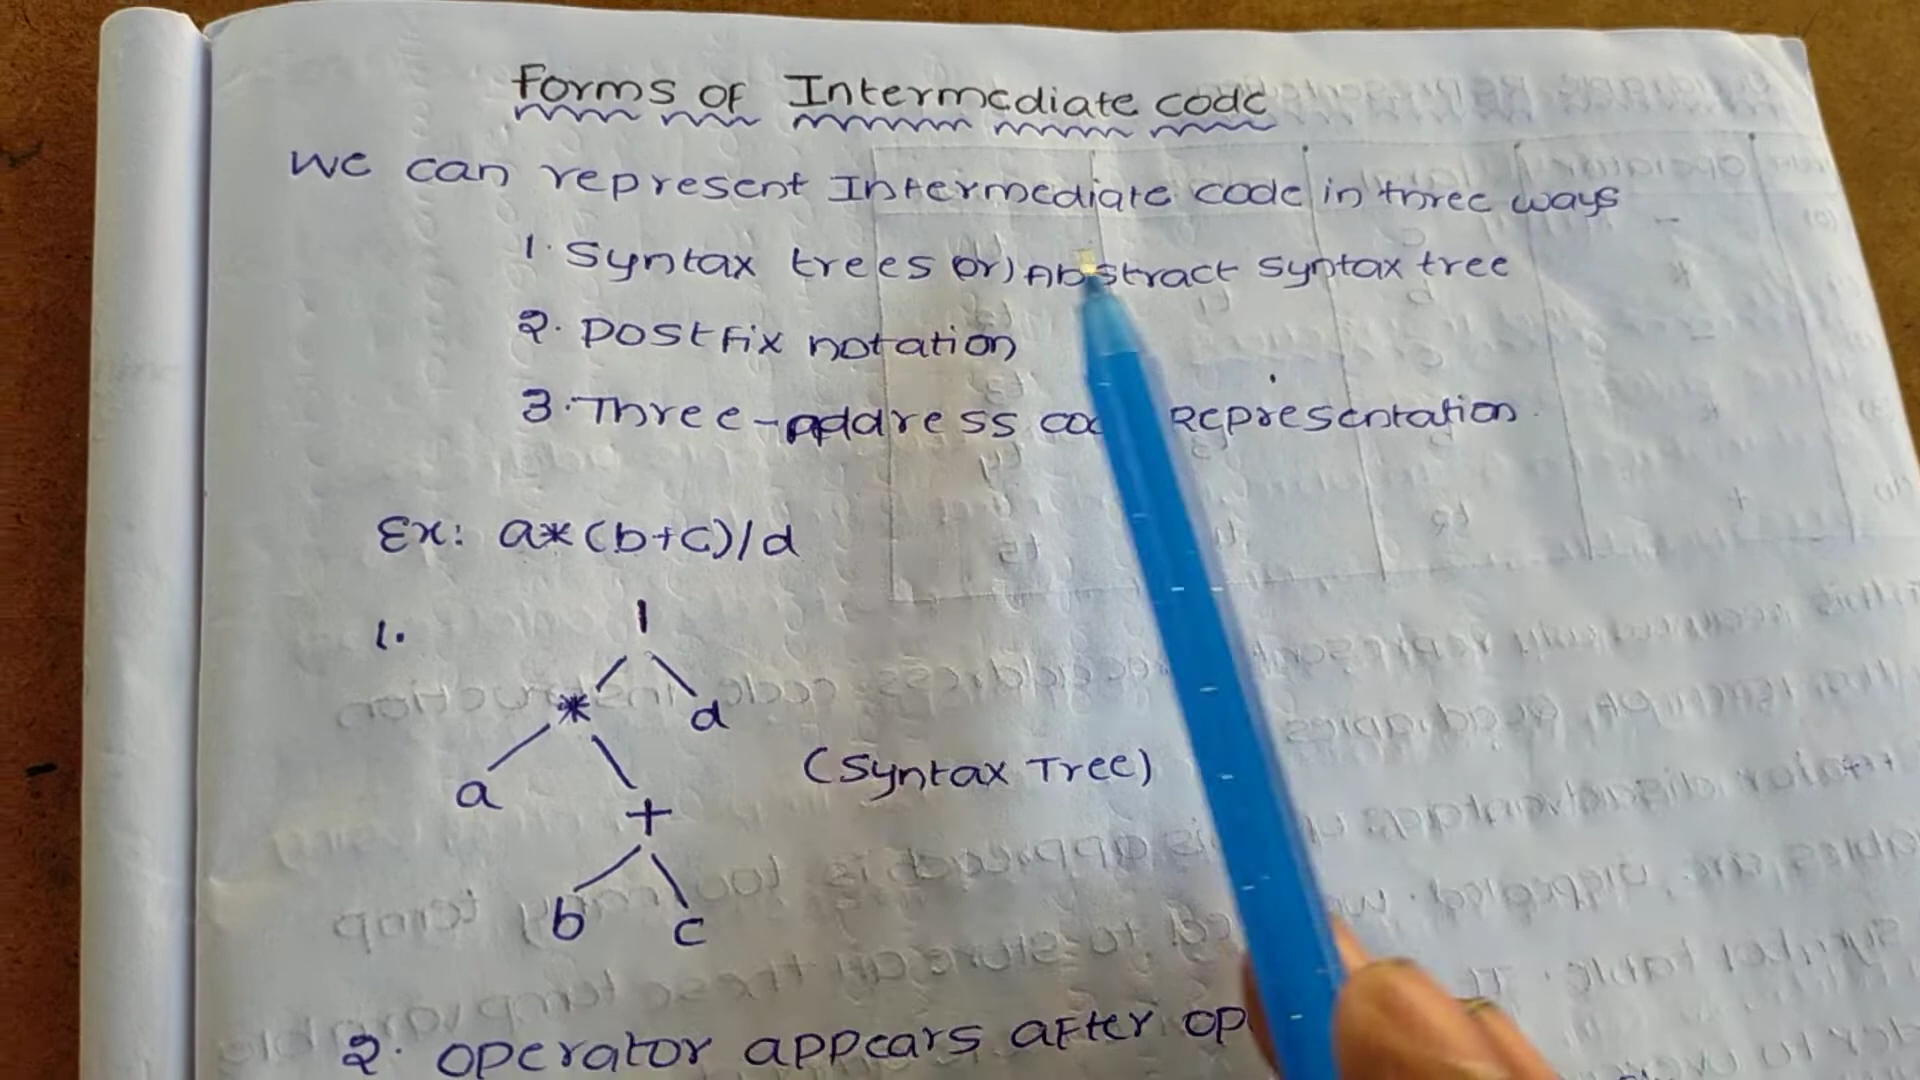 Forms of Intermediate code
We can represent Intermediate code in three ways
1. Syntax trees or) Abstract syntax tree
2. Postfix notation
3. Three-address Representation.
Ex: a*(b+c)/d
1.
/
* d
a
(Syntax Tree)
+
b c
2. operator appears after